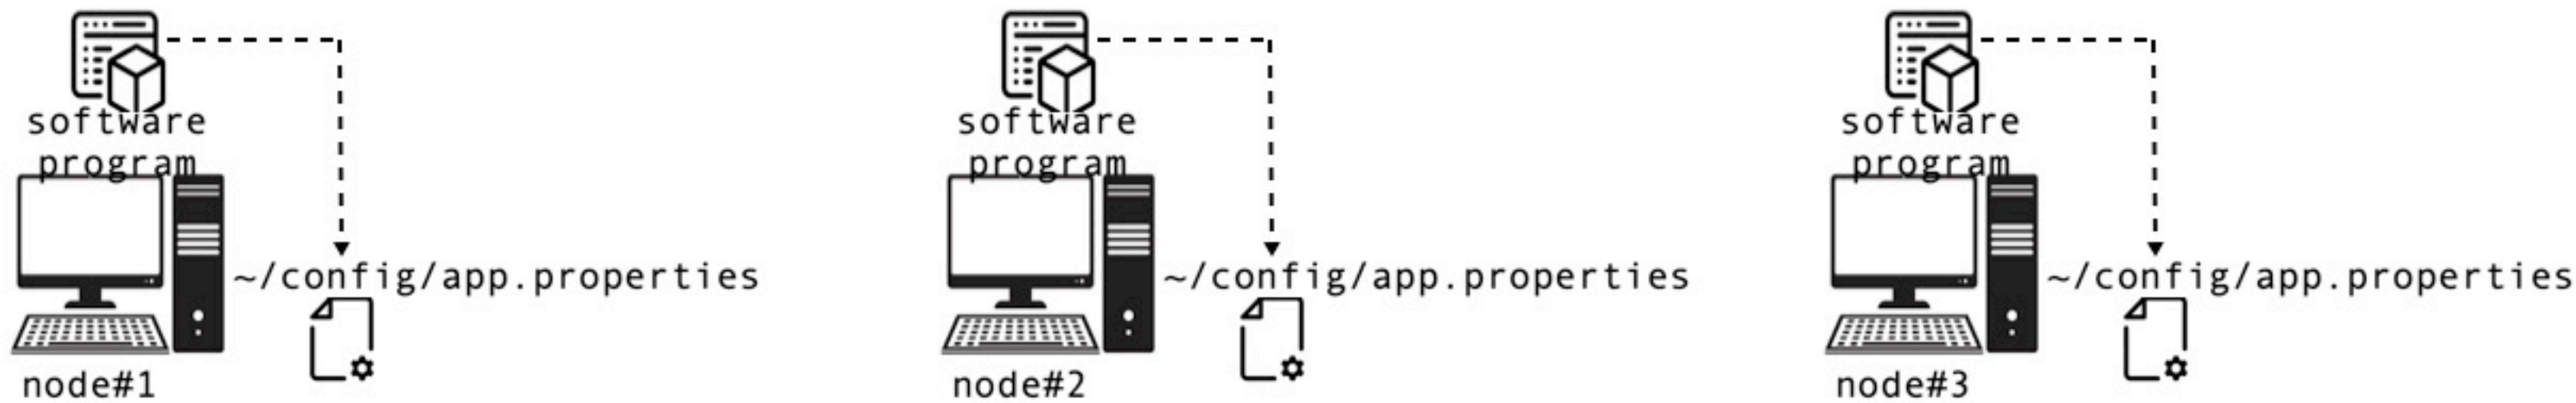 software
program
~/config/app.properties
node#1
software
program
~/config/app.properties
node#2
software
program
~/config/app.properties
node#3